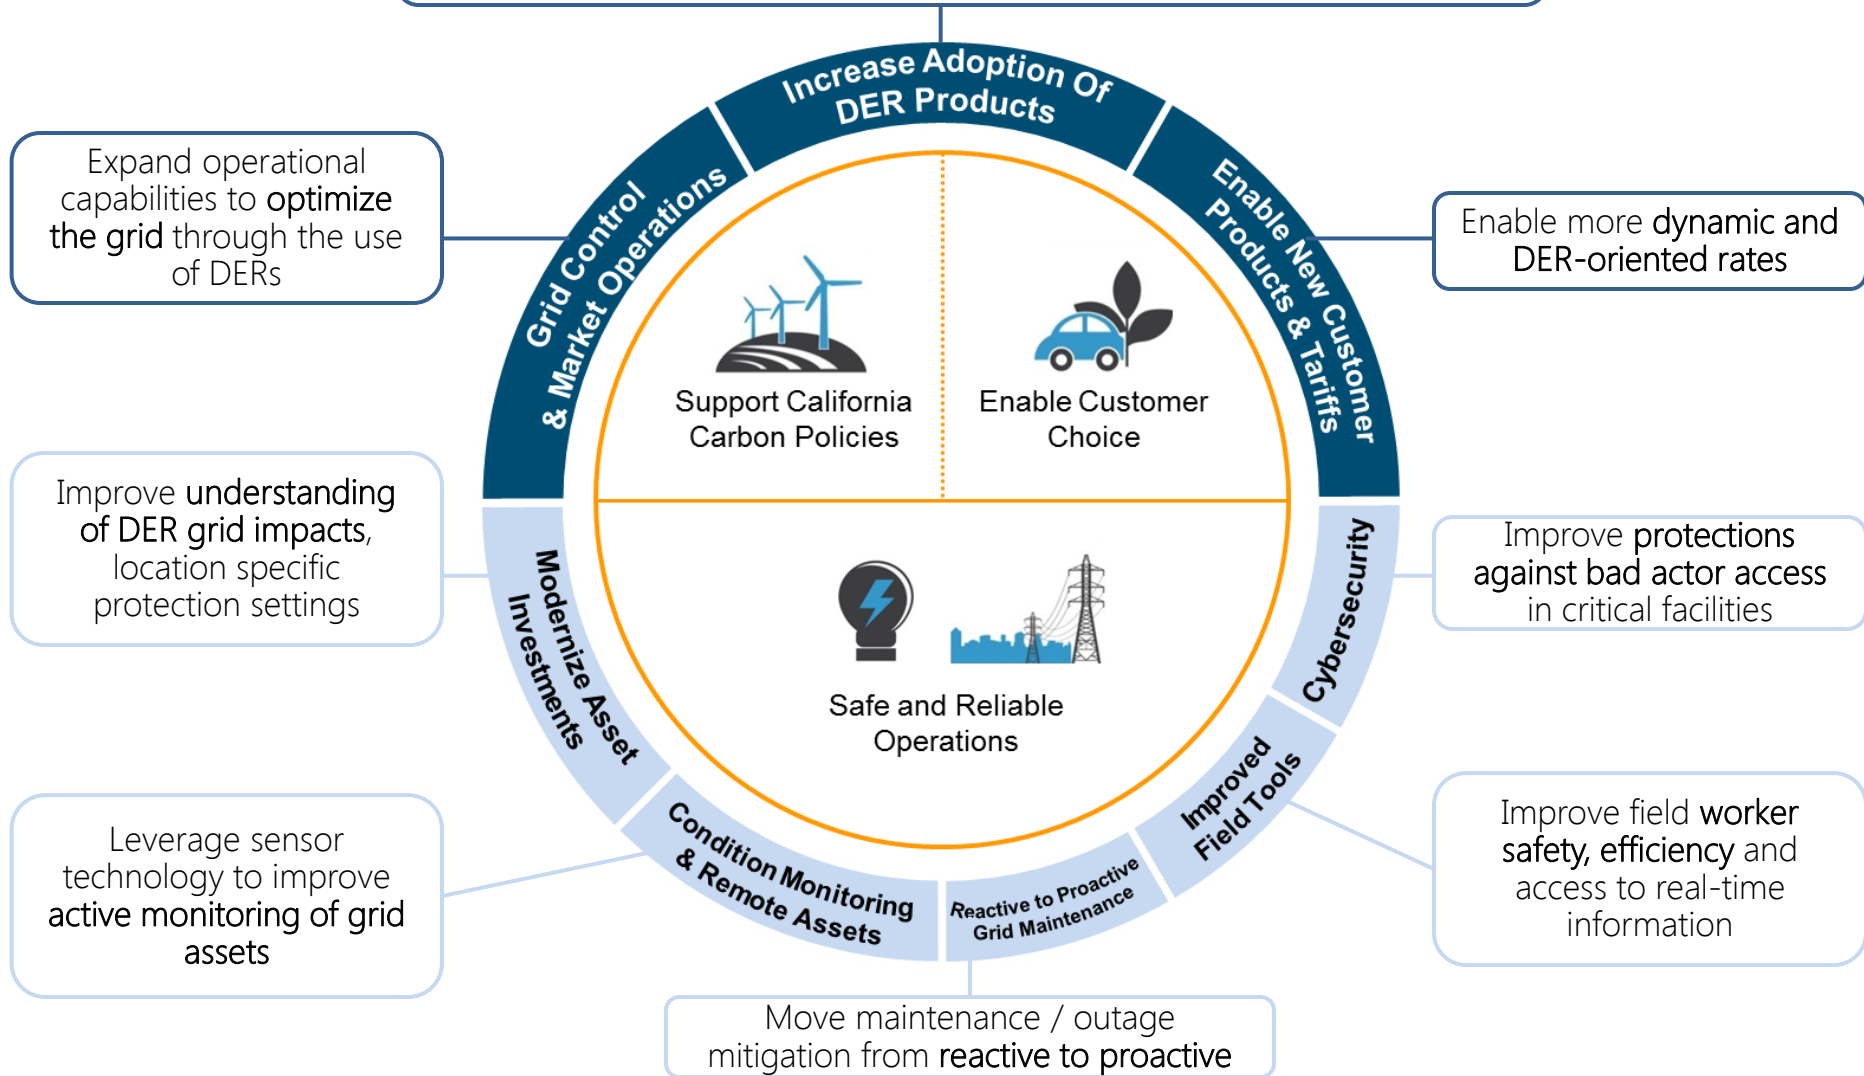 Increase Adoption Of
DER Products
Grid Control
& Market Operations
Enable New Customer
Products & Tariffs
Expand operational
capabilities to optimize
the grid through the use
of DERs
Enable more dynamic and
DER-oriented rates
Support California
Carbon Policies
Enable Customer
Choice
Improve understanding
of DER grid impacts,
location specific
protection settings
Modernize Asset
Investments
Cybersecurity
Improve protections
against bad actor access
in critical facilities
Safe and Reliable
Operations
Improved
Field Tools
Leverage sensor
technology to improve
active monitoring of grid
assets
Condition Monitoring
& Remote Assets
Reactive to Proactive
Grid Maintenance
Improve field worker
safety, efficiency and
access to real-time
information
Move maintenance / outage
mitigation from reactive to proactive